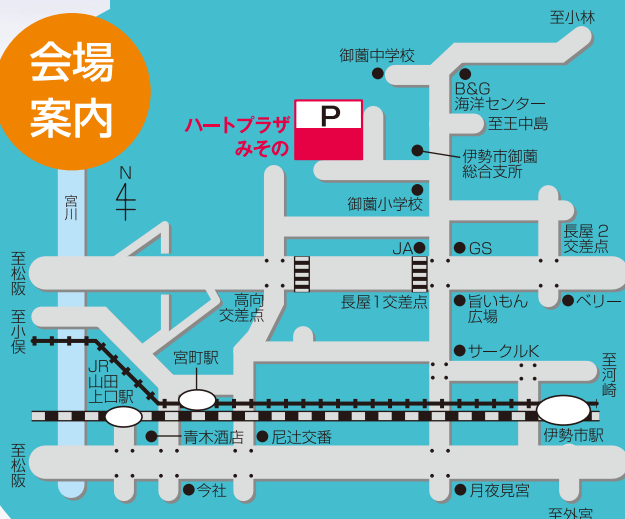 会場
案内
至小林
御薗中学校
B&G
海洋センター
P
ハートプラザ
みその
至王中島
伊勢市御薗
総合支所
N
御薗小学校
宮川
長屋2
交差点
JA
GS
至松阪
高向
交差点
長屋1交差点
旨いもん
広場
ベリー
至小俣
宮町駅
サークルK
至河崎
JR
山田
上口駅
青木酒店
尼辻交番
伊勢市駅
至松阪
今社
月夜見宮
至外宮